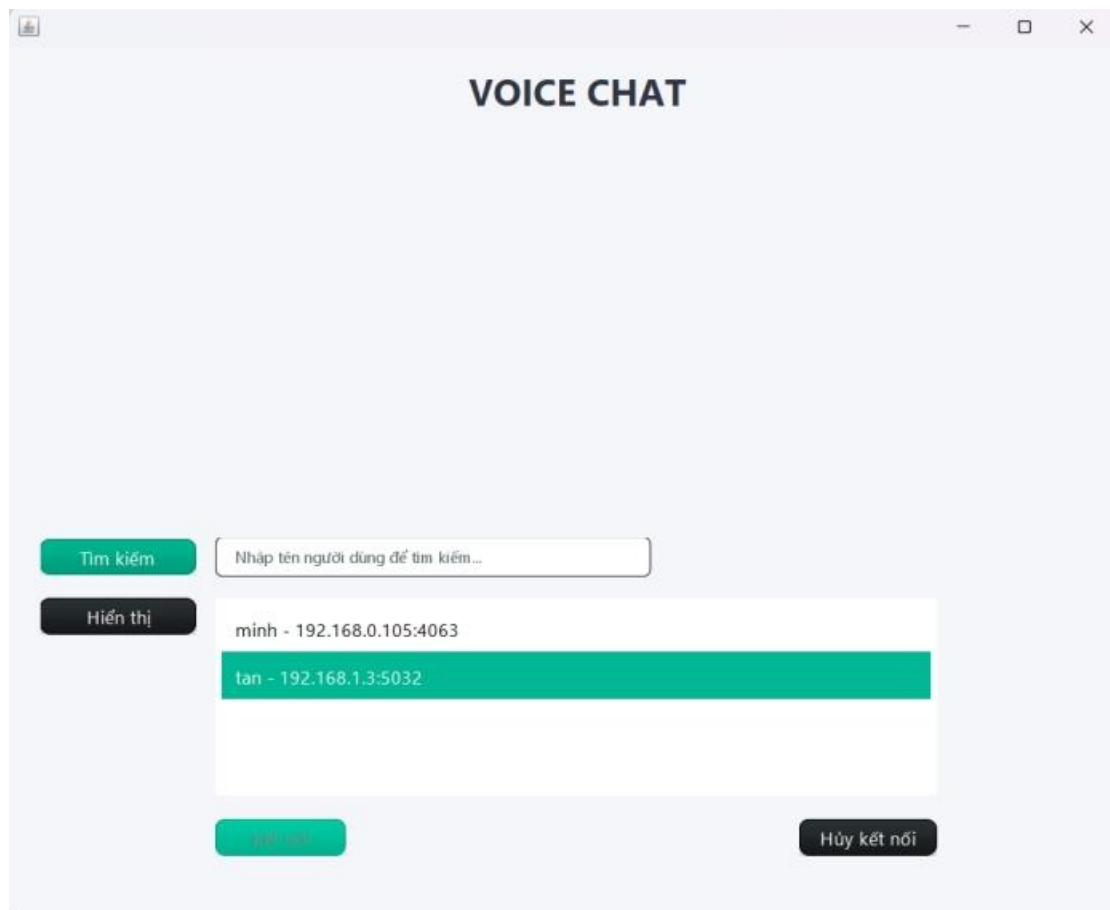 VOICE CHAT
Tìm kiếm
Nhập tên người dùng để tìm kiếm...
Hiển thị
minh - 192.168.0.105:4063
tan - 192.168.1.3:5032
Hủy kết nối